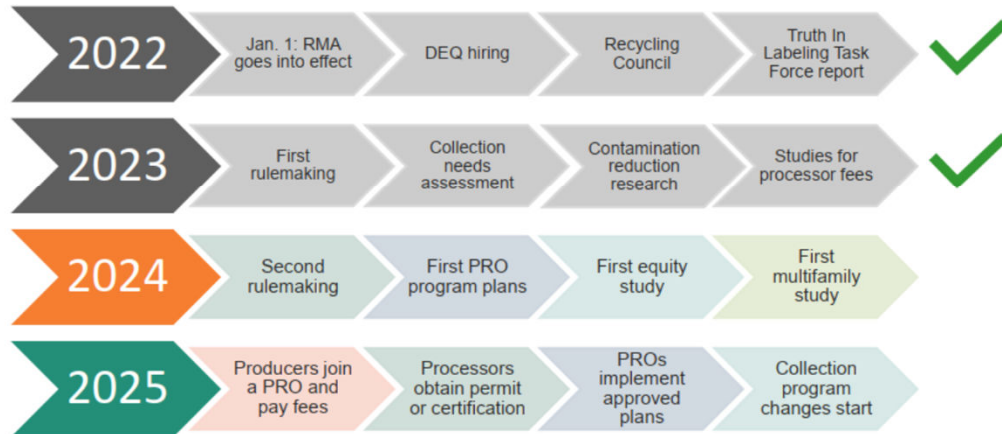 2022
Jan. 1: RMA
goes into effect
DEQ hiring
Recycling
Council
Truth In
Labeling Task
Force report
2023
First
rulemaking
Collection
needs
assessment
Contamination
reduction
research
Studies for
processor fees
2024
Second
rulemaking
First PRO
program plans
First equity
study
First
multifamily
study
2025
Producers join
a PRO and
pay fees
Processors
obtain permit
or certification
PROs
implement
approved
plans
Collection
program
changes start